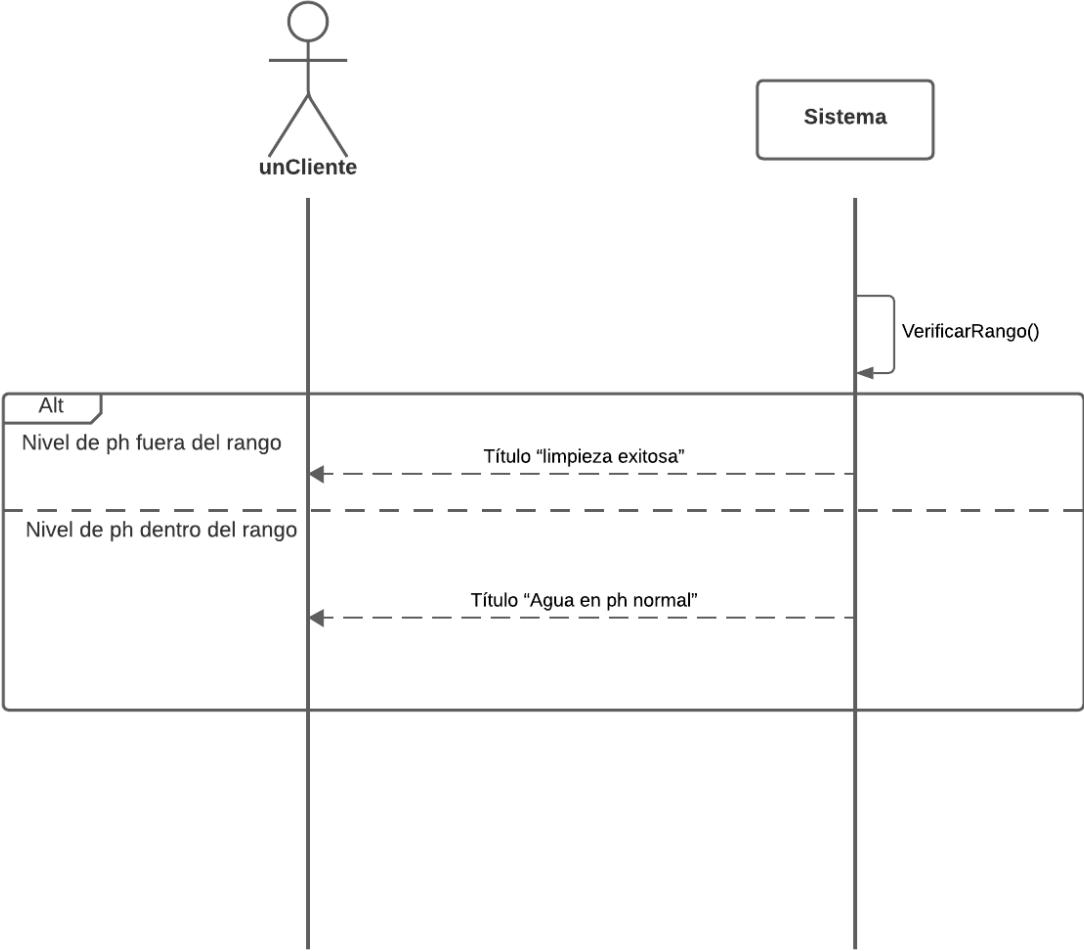 unCliente
Sistema
VerificarRango()
Alt
Nivel de ph fuera del rango
Título “limpieza exitosa”
Nivel de ph dentro del rango
Título “Agua en ph normal”